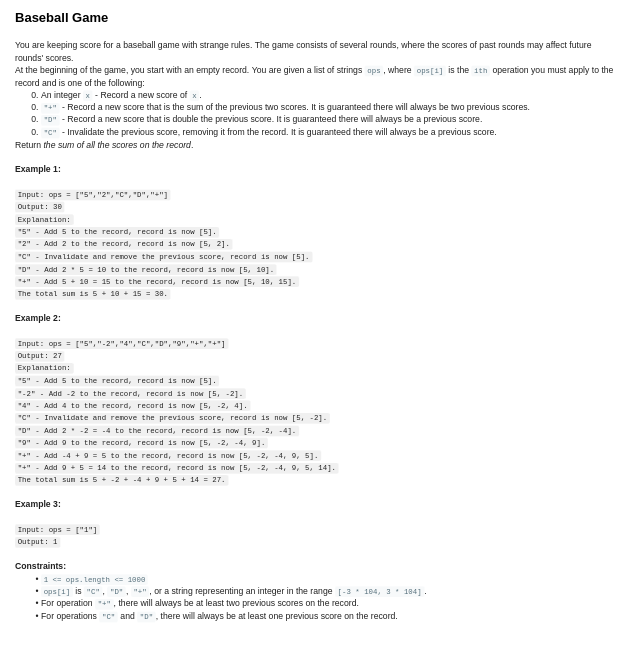 Baseball Game
You are keeping score for a baseball game with strange rules. The game consists of several rounds, where the scores of past rounds may affect future
rounds' scores.
At the beginning of the game, you start with an empty record. You are given a list of strings ops, where ops[i] is the ith operation you must apply to the
record and is one of the following:
0. An integer x - Record a new score of x.
0. "+" - Record a new score that is the sum of the previous two scores. It is guaranteed there will always be two previous scores.
0. "D" - Record a new score that is double the previous score. It is guaranteed there will always be a previous score.
0. "C" - Invalidate the previous score, removing it from the record. It is guaranteed there will always be a previous score.
Return the sum of all the scores on the record.
Example 1:
Input: ops = ["5","2","C","D","+"]
Output: 30
Explanation:
"5" - Add 5 to the record, record is now [5].
"2" - Add 2 to the record, record is now [5, 2].
"C" - Invalidate and remove the previous score, record is now [5].
"D" - Add 2 * 5 = 10 to the record, record is now [5, 10].
"+" - Add 5 + 10 = 15 to the record, record is now [5, 10, 15].
The total sum is 5 + 10 + 15 = 30.
Example 2:
Input: ops = ["5","-2","4","C","D","9","+","+"]
Output: 27
Explanation:
"5" - Add 5 to the record, record is now [5].
"-2" - Add -2 to the record, record is now [5, -2].
"4" - Add 4 to the record, record is now [5, -2, 4].
"C" - Invalidate and remove the previous score, record is now [5, -2].
"D" - Add 2 * -2 = -4 to the record, record is now [5, -2, -4].
"9" - Add 9 to the record, record is now [5, -2, -4, 9].
"+" - Add -4 + 9 = 5 to the record, record is now [5, -2, -4, 9, 5].
"+" - Add 9 + 5 = 14 to the record, record is now [5, -2, -4, 9, 5, 14].
The total sum is 5 + -2 + -4 + 9 + 5 + 14 = 27.
Example 3:
Input: ops = ["1"]
Output: 1
Constraints:
• 1 <= ops.length <= 1000
• ops[i] is "C", "D", "+", or a string representing an integer in the range [-3 * 104, 3 * 104].
• For operation "+", there will always be at least two previous scores on the record.
• For operations "C" and "D", there will always be at least one previous score on the record.